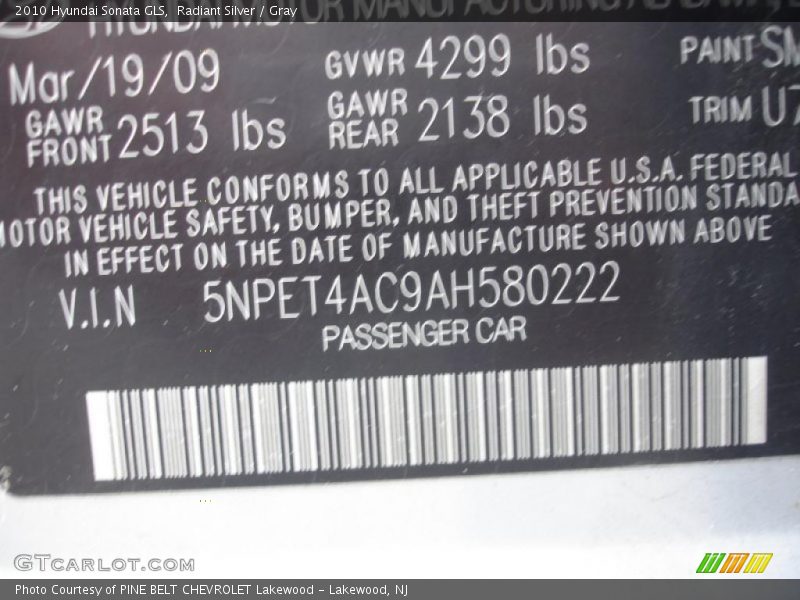 2010 Hyundai Sonata GLS, Radiant Silver / Gray
Mar/19/09 GVWR 4299 lbs PAINT SM
GAWR FRONT 2513 lbs GAWR REAR 2138 lbs TRIM UZ
THIS VEHICLE CONFORMS TO ALL APPLICABLE U.S.A. FEDERAL
MOTOR VEHICLE SAFETY, BUMPER, AND THEFT PREVENTION STANDA
IN EFFECT ON THE DATE OF MANUFACTURE SHOWN ABOVE
V.I.N 5NPET4AC9AH580222
PASSENGER CAR
GTCARLOT.COM
Photo Courtesy of PINE BELT CHEVROLET Lakewood - Lakewood, NJ